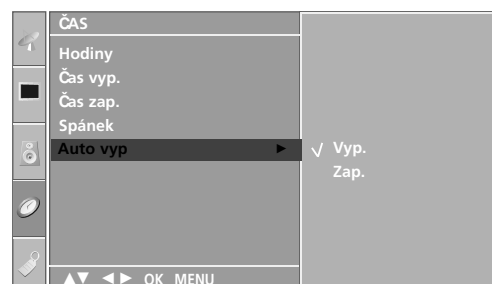 ČAS
Hodiny
Čas vyp.
Čas zap.
Spánek
Auto vyp ► √ Vyp.
Zap.
▲▼ ◄► OK MENU